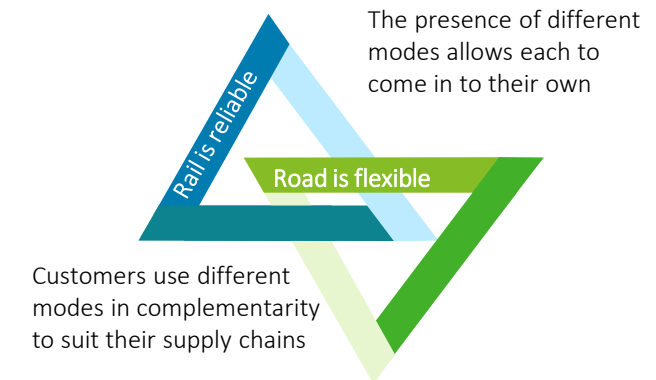 The presence of different
modes allows each to
come in to their own
Rail is reliable
Road is flexible
Customers use different
modes in complementarity
to suit their supply chains